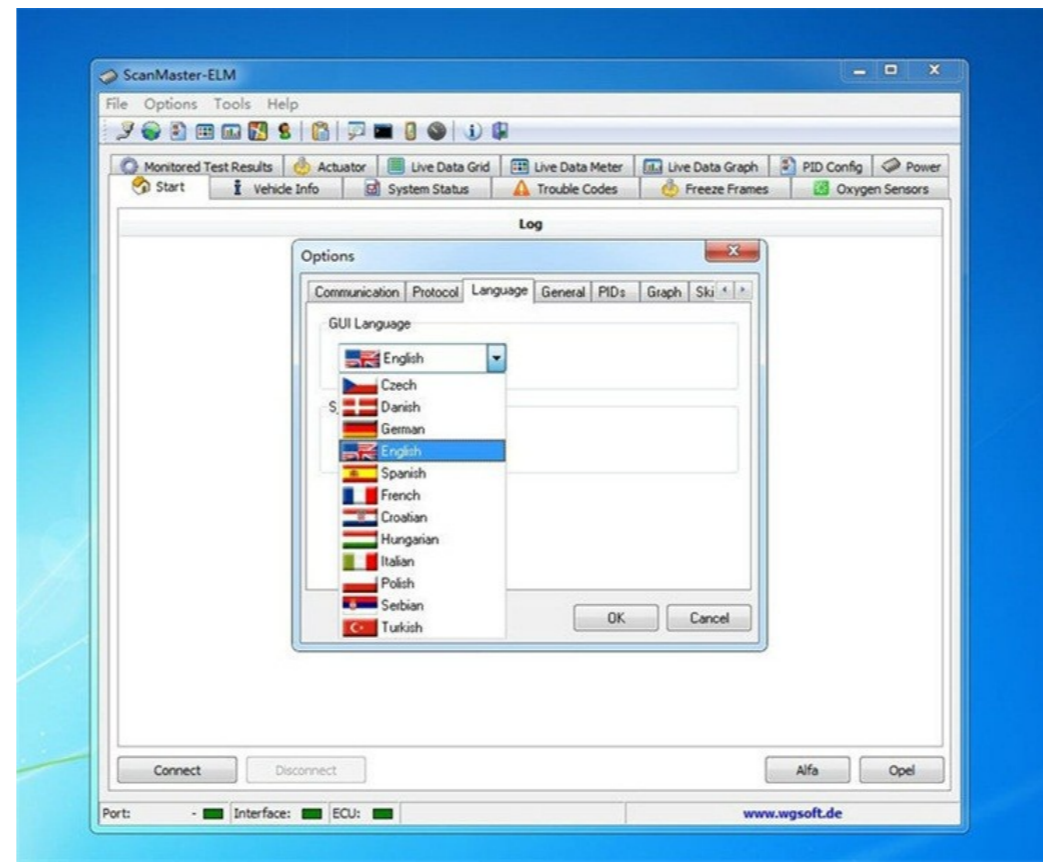 ScanMaster-ELM
File Options Tools Help
Monitored Test Results Actuator Live Data Grid Live Data Meter Live Data Graph PID Config Power
Start Vehicle Info System Status Trouble Codes Freeze Frames Oxygen Sensors
Log
Options
Communication Protocol Language General PIDs Graph Ski
GUI Language
English
Czech
S
Danish
German
English
Spanish
French
Croatian
Hungarian
Italian
Polish
Serbian
Turkish
OK Cancel
Connect Disconnect Alfa Opel
Port: - Interface: ECU: www.wgsoft.de